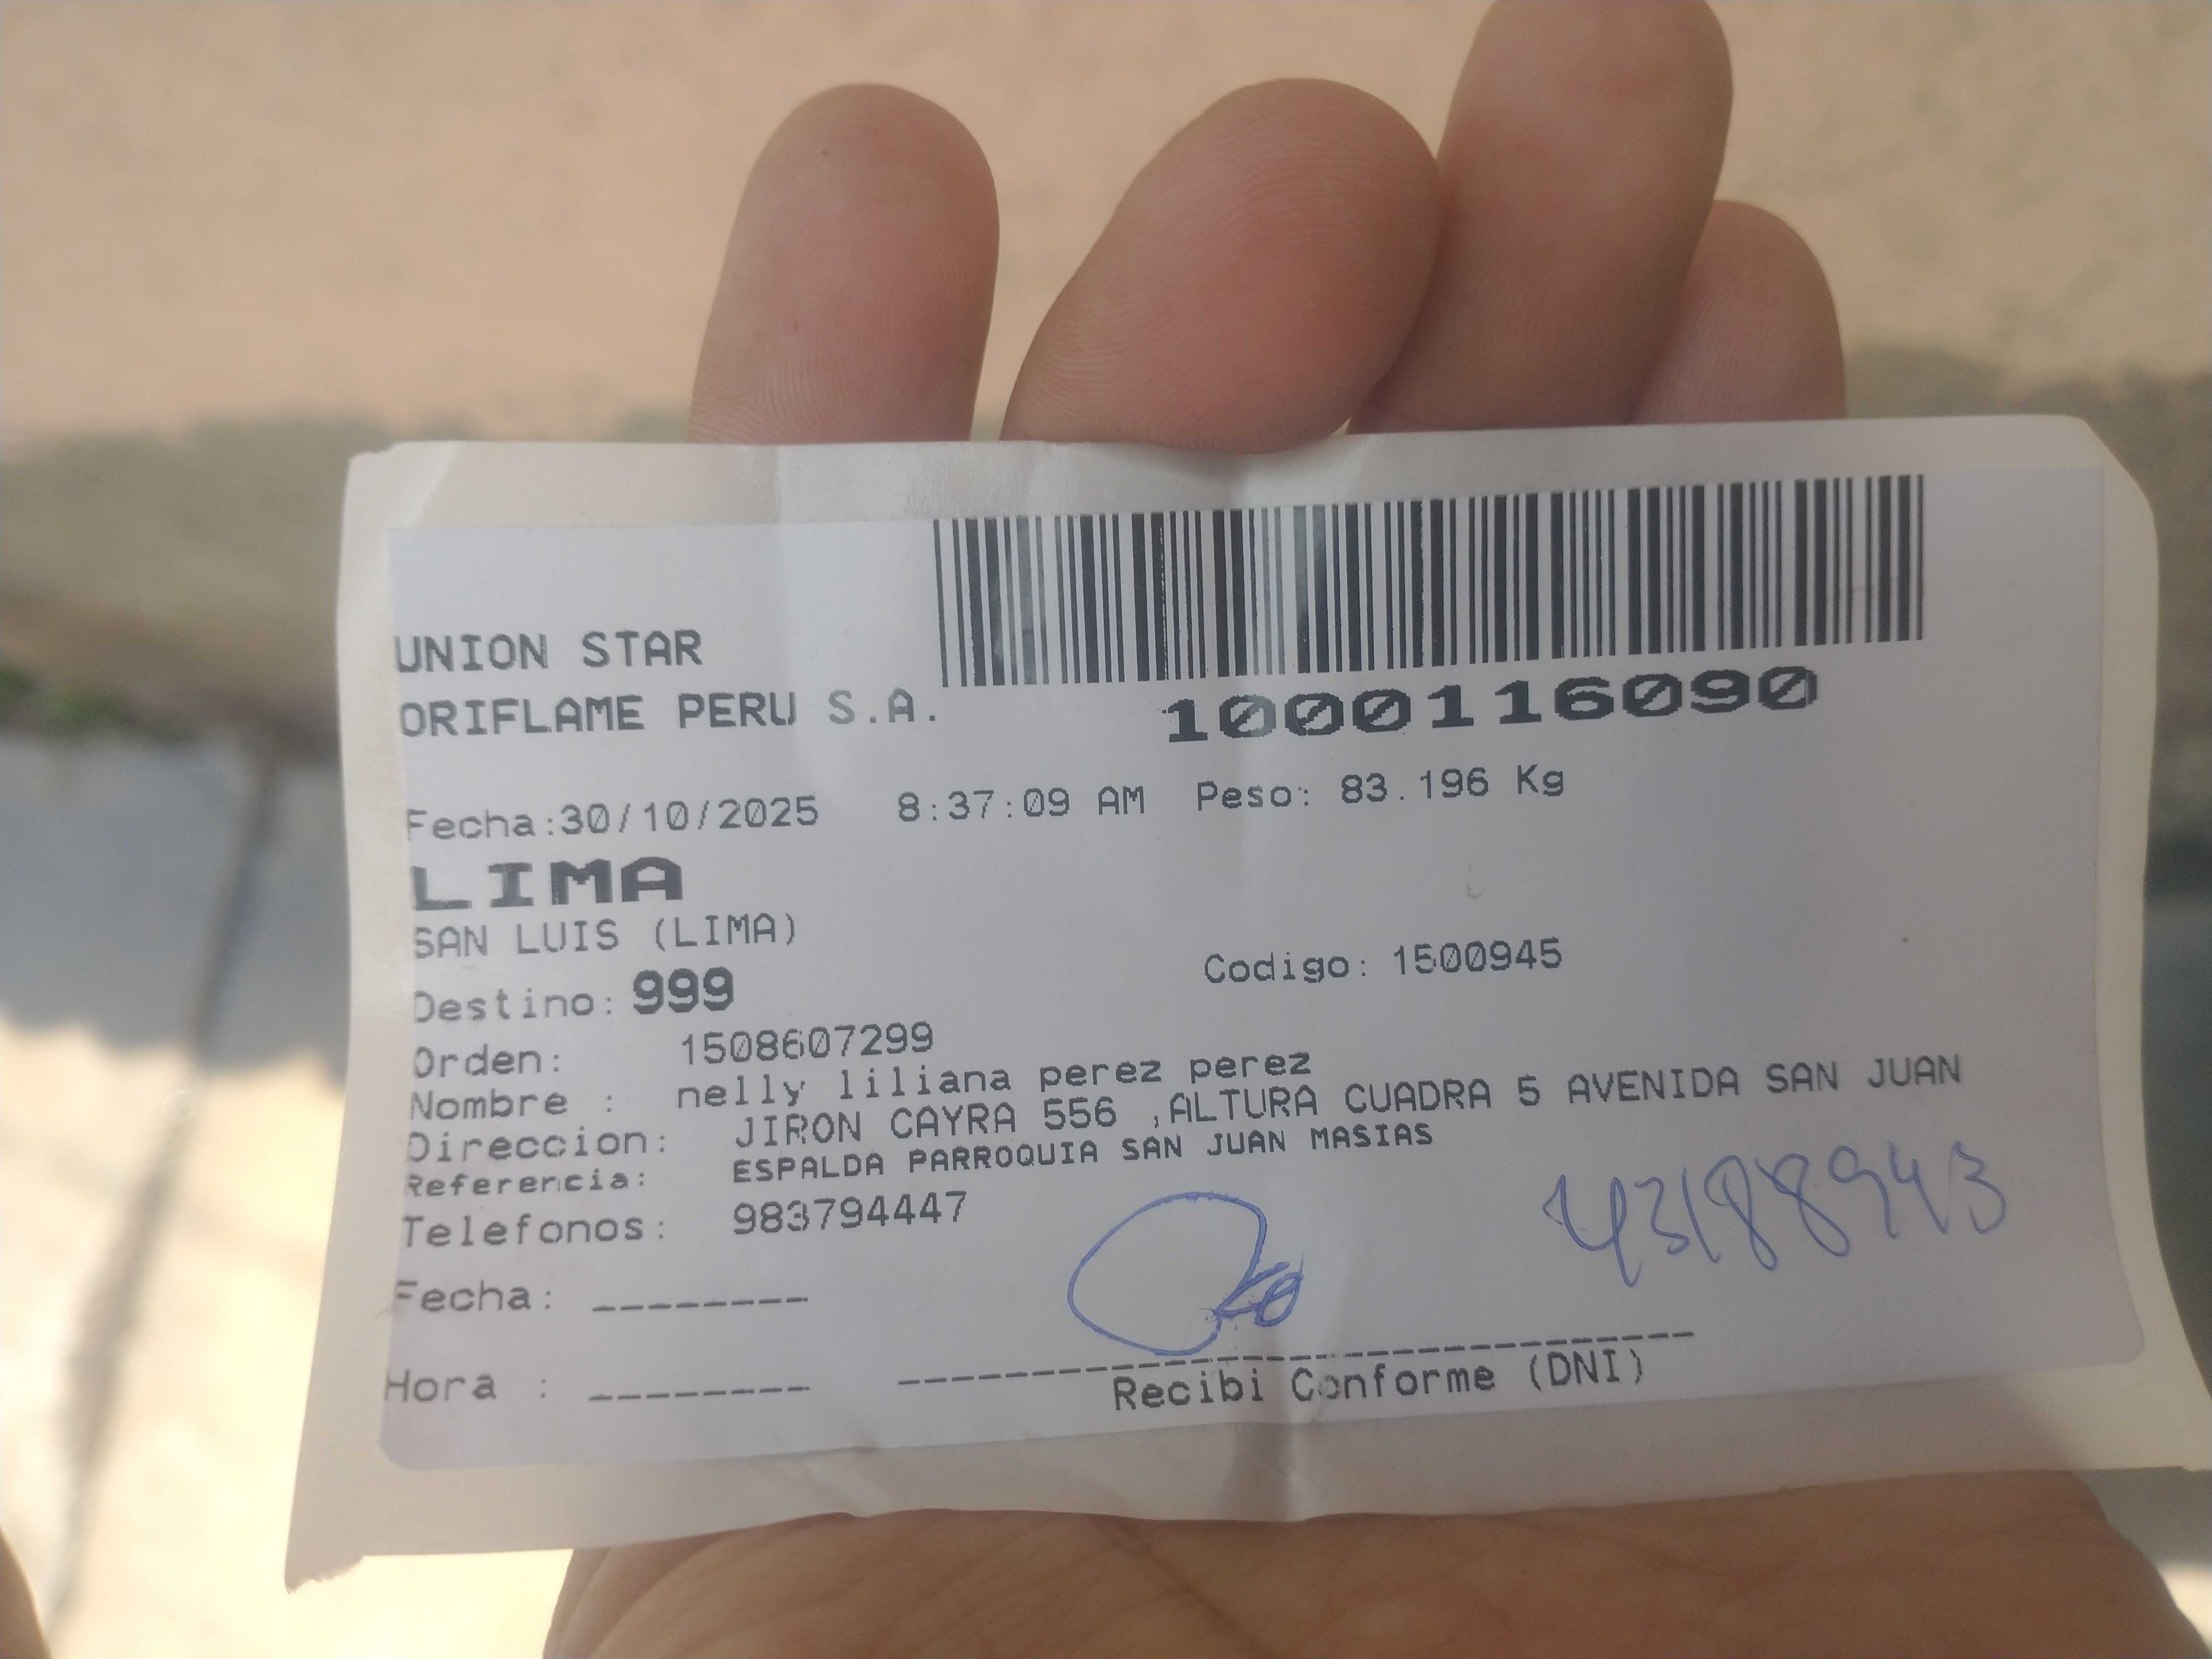 UNION STAR
ORIFLAME PERU S.A.
1000116090
Fecha:30/10/2025 8:37:09 AM Peso: 83.196 Kg
LIMA
SAN LUIS (LIMA)
Destino: 999 Codigo: 1500945
Orden: 1508607299
Nombre : nelly liliana perez perez
Direccion: JIRON CAYRA 556 ,ALTURA CUADRA 5 AVENIDA SAN JUAN
Referencia: ESPALDA PARROQUIA SAN JUAN MASIAS
Telefonos: 983794447
43188943
Fecha: --------
Hora : --------
Recibi Conforme (DNI)